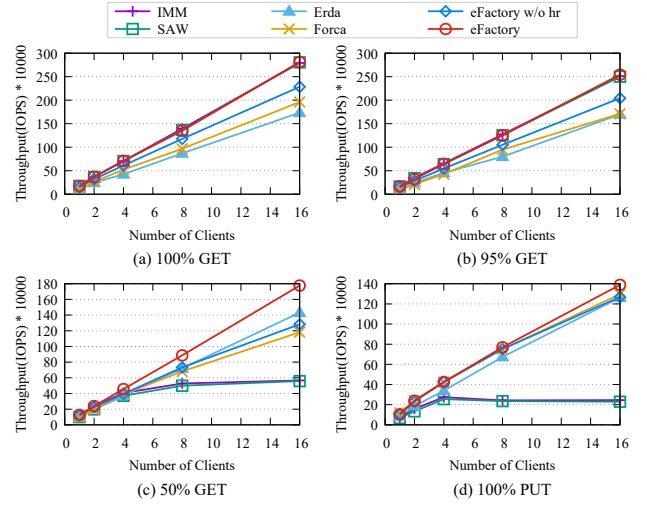 IMM Erda eFactory w/o hr
SAW Forca eFactory
Throughput(IOPS) * 10000
300
250
200
150
100
50
0
0 2 4 6 8 10 12 14 16
Number of Clients
(a) 100% GET
Throughput(IOPS) * 10000
300
250
200
150
100
50
0
0 2 4 6 8 10 12 14 16
Number of Clients
(b) 95% GET
Throughput(IOPS) * 10000
180
160
140
120
100
80
60
40
20
0
0 2 4 6 8 10 12 14 16
Number of Clients
(c) 50% GET
Throughput(IOPS) * 10000
140
120
100
80
60
40
20
0
0 2 4 6 8 10 12 14 16
Number of Clients
(d) 100% PUT